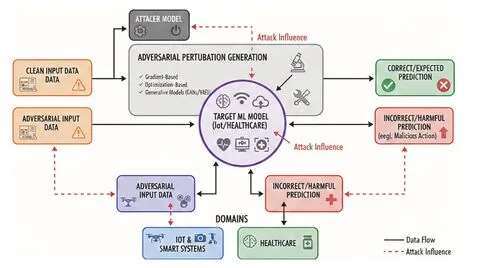 ATTACER MODEL
Attack Influence
CLEAN INPUT DATA
DATA
ADVERSARIAL PERTUBATION GENERATION
✓ Gradient-Based
✓ Optimization-Based
✓ Generative Models (GANs/VAEs)
CORRECT/EXPECTED
PREDICTION
ADVERSARIAL
INPUT DATA
TARGET ML MODEL
(IoT/HEALTHCARE)
INCORRECT/HARMFUL
PREDICTION
(eegl, Malicioss Action)
Attack Influence
ADVERSARIAL
INPUT DATA
INCORRECT/HARMFUL
PREDICTION
DOMAINS
IOT &
SMART SYSTEMS
HEALTHCARE
Data Flow
Attack Influence